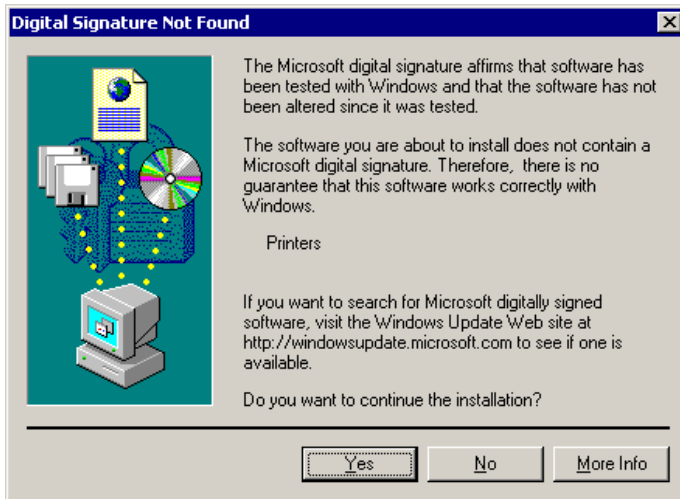 Digital Signature Not Found
The Microsoft digital signature affirms that software has
been tested with Windows and that the software has not
been altered since it was tested.
The software you are about to install does not contain a
Microsoft digital signature. Therefore,  there is no
guarantee that this software works correctly with
Windows.
Printers
If you want to search for Microsoft digitally signed
software, visit the Windows Update Web site at
http://windowsupdate.microsoft.com to see if one is
available.
Do you want to continue the installation?
Yes
No
More Info